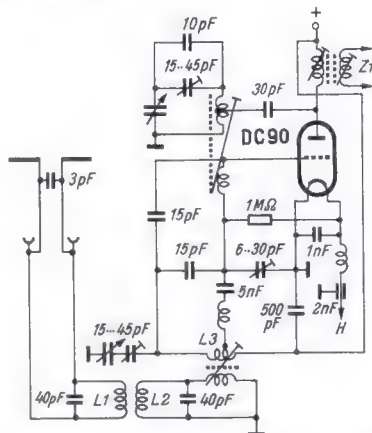 10pF
+
15..45pF
Z1
30pF
DC90
3pF
15pF
1MΩ
15pF
6-30pF
1nF
5nF
15..45pF
500
pF
2nF
L3
H
40pF
L1
L2
40pF